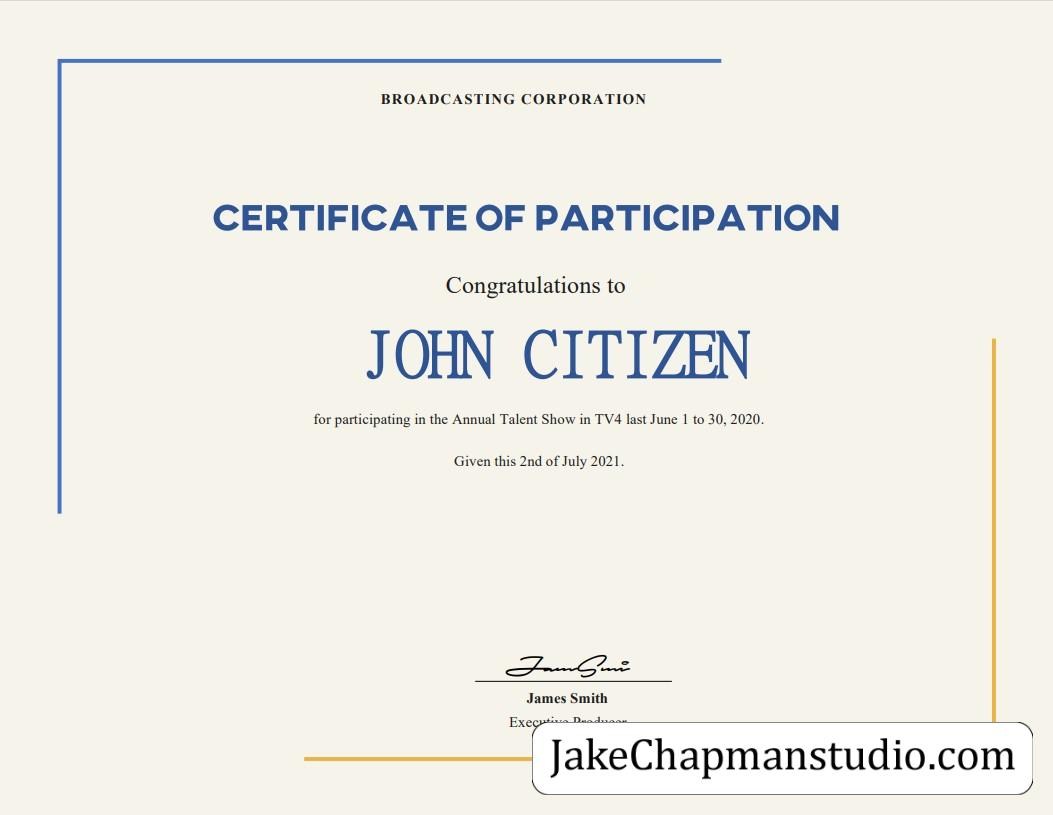 BROADCASTING CORPORATION
CERTIFICATE OF PARTICIPATION
Congratulations to
JOHN CITIZEN
for participating in the Annual Talent Show in TV4 last June 1 to 30, 2020.
Given this 2nd of July 2021.
James Smith
Executive Producer
JakeChapmanstudio.com